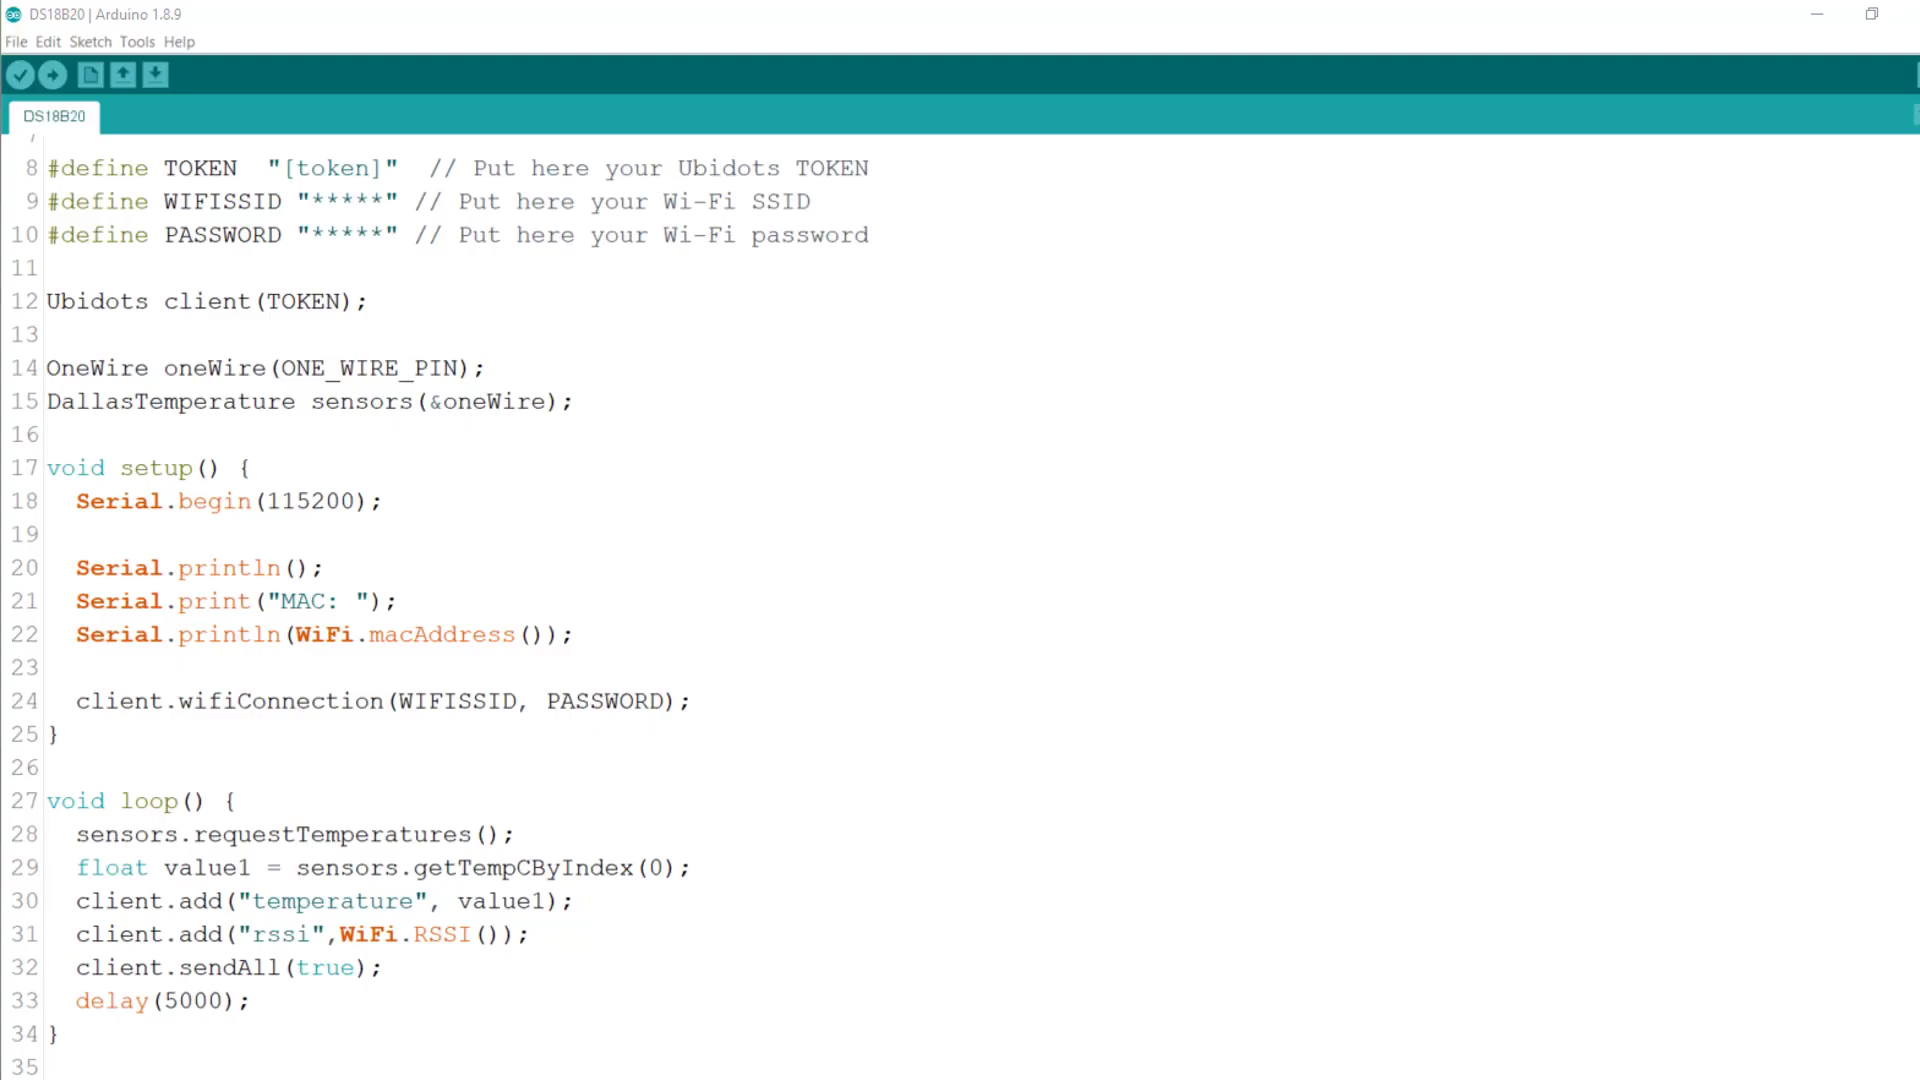 DS18B20 | Arduino 1.8.9
File Edit Sketch Tools Help
DS18B20
7
8 #define TOKEN  "[token]"  // Put here your Ubidots TOKEN
9 #define WIFISSID "*****" // Put here your Wi-Fi SSID
10 #define PASSWORD "*****" // Put here your Wi-Fi password
11
12 Ubidots client(TOKEN);
13
14 OneWire oneWire(ONE_WIRE_PIN);
15 DallasTemperature sensors(&oneWire);
16
17 void setup() {
18   Serial.begin(115200);
19
20   Serial.println();
21   Serial.print("MAC: ");
22   Serial.println(WiFi.macAddress());
23
24   client.wifiConnection(WIFISSID, PASSWORD);
25 }
26
27 void loop() {
28   sensors.requestTemperatures();
29   float value1 = sensors.getTempCByIndex(0);
30   client.add("temperature", value1);
31   client.add("rssi",WiFi.RSSI());
32   client.sendAll(true);
33   delay(5000);
34 }
35